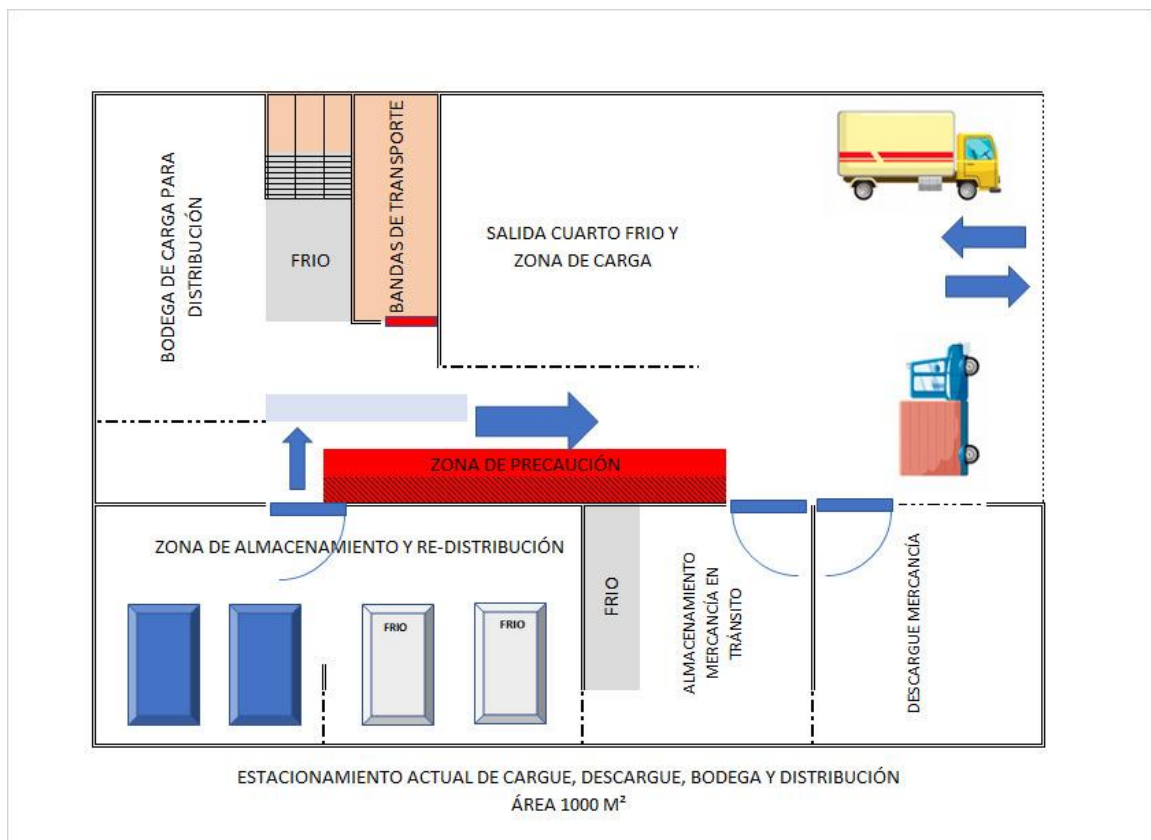 BODEGA DE CARGA PARA
DISTRIBUCIÓN
FRIO
BANDAS DE TRANSPORTE
SALIDA CUARTO FRIO Y
ZONA DE CARGA
ZONA DE PRECAUCIÓN
ZONA DE ALMACENAMIENTO Y RE-DISTRIBUCIÓN
FRIO
FRIO
FRIO
ALMACENAMIENTO
MERCANCÍA EN
TRÁNSITO
DESCARGUE MERCANCÍA
ESTACIONAMIENTO ACTUAL DE CARGUE, DESCARGUE, BODEGA Y DISTRIBUCIÓN
ÁREA 1000 M²